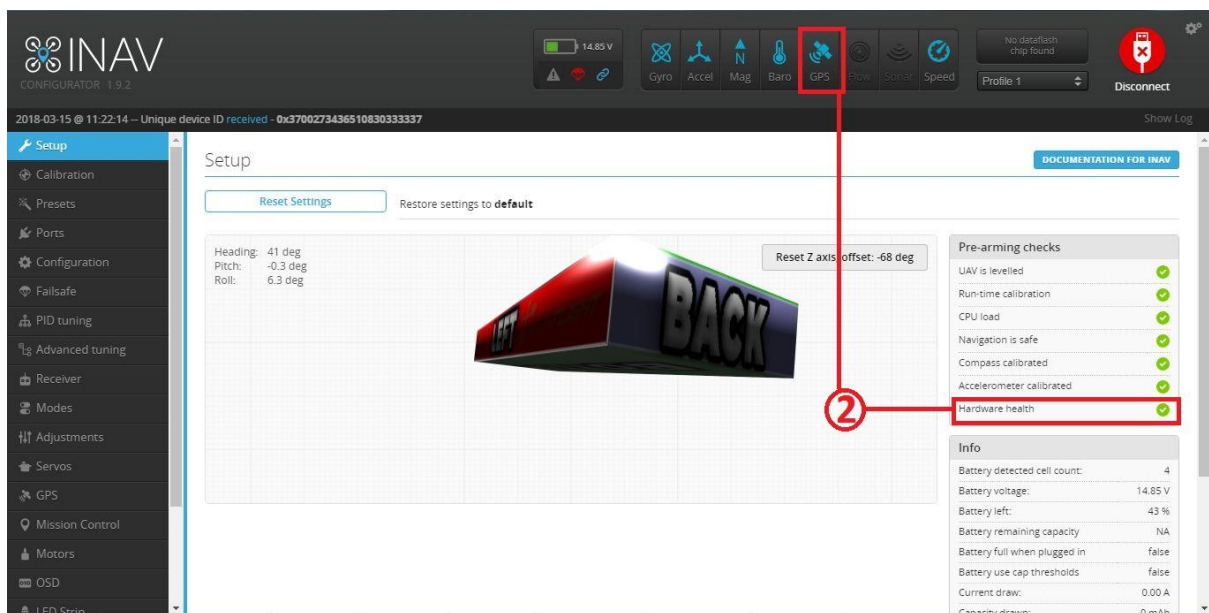 INAV
CONFIGURATOR 1.9.2
14.85 V
Gyro Accel Mag Baro GPS Flow Sonar Speed
No dataflash
chip found
Profile 1
Disconnect
2018-03-15 @ 11:22:14 -- Unique device ID received - 0x3700273436510830333337
Show Log
Setup
Calibration
Presets
Ports
Configuration
Failsafe
PID tuning
Advanced tuning
Receiver
Modes
Adjustments
Servos
GPS
Mission Control
Motors
OSD
LED Strip
Setup
DOCUMENTATION FOR INAV
Reset Settings
Restore settings to default
Heading: 41 deg
Pitch: -0.3 deg
Roll: 6.3 deg
Reset Z axis, offset: -68 deg
LEFT
BACK
2
Pre-arming checks
UAV is levelled
Run-time calibration
CPU load
Navigation is safe
Compass calibrated
Accelerometer calibrated
Hardware health
Info
Battery detected cell count: 4
Battery voltage: 14.85 V
Battery left: 43 %
Battery remaining capacity NA
Battery full when plugged in false
Battery use cap thresholds false
Current draw: 0.00 A
Capacity drawn: 0 mAh